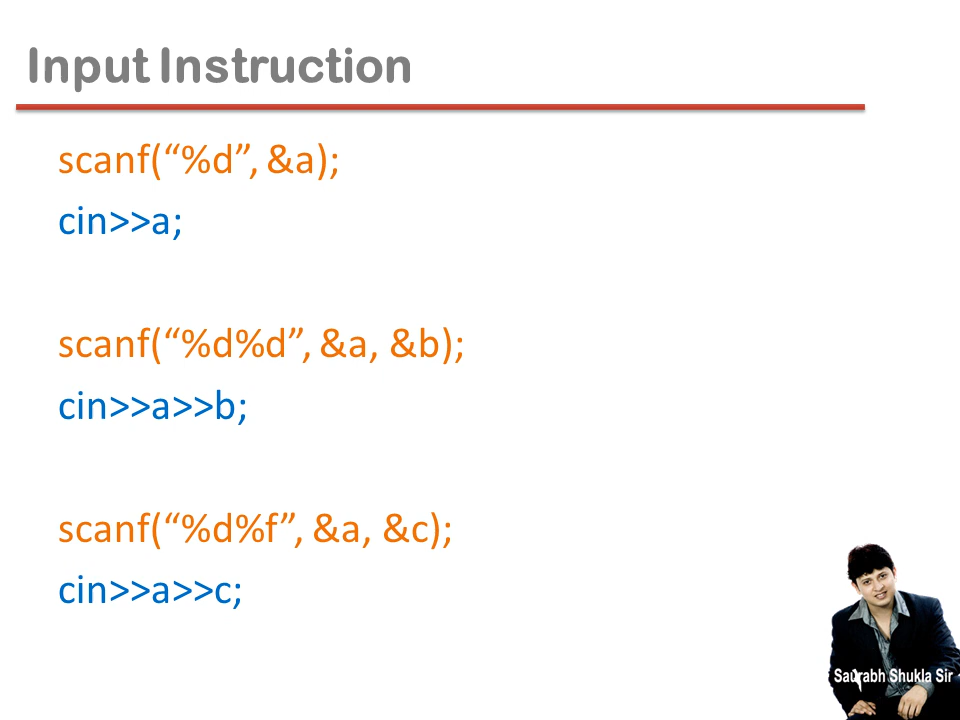 Input Instruction
scanf(“%d”, &a);
cin>>a;
scanf(“%d%d”, &a, &b);
cin>>a>>b;
scanf(“%d%f”, &a, &c);
cin>>a>>c;
Saurabh Shukla Sir